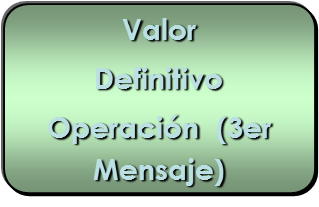 Valor
Definitivo
Operación (3er
Mensaje)